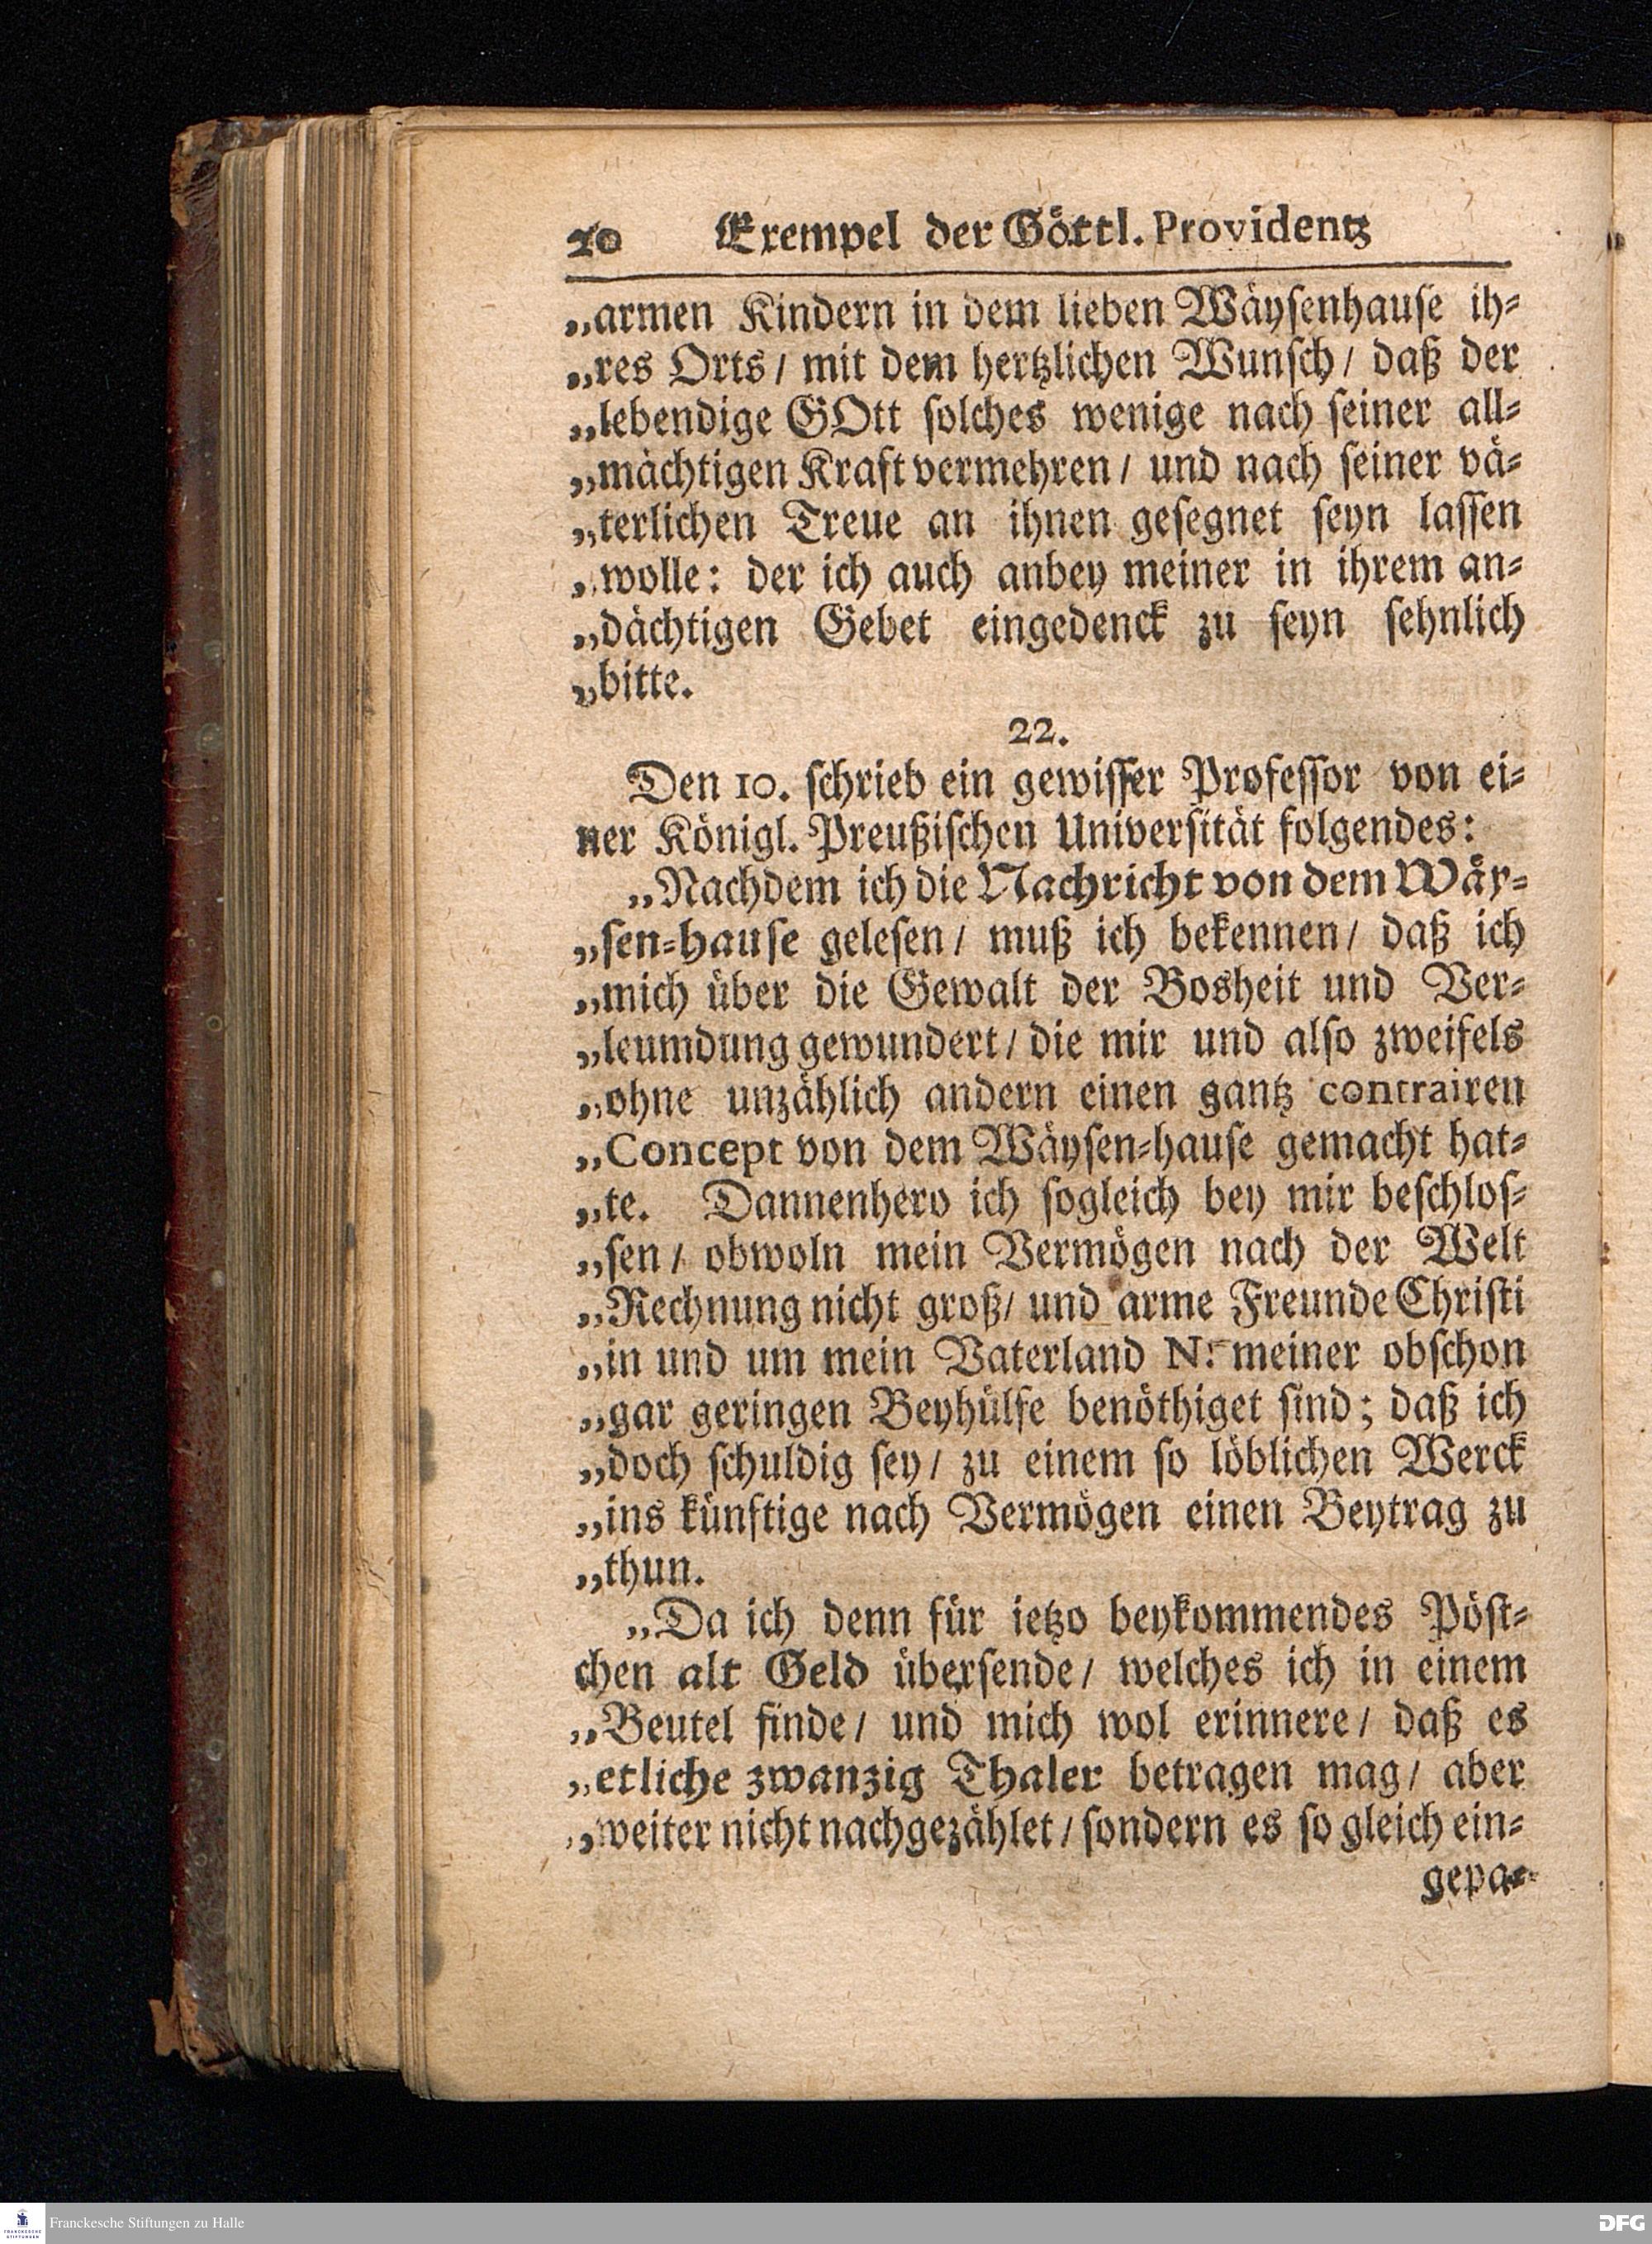 20 Exempel der Göttl. Providentz
„armen Kindern in dem lieben Wäysenhause ih-
„res Orts / mit dem hertzlichen Wunsch / daß der
„lebendige GOtt solches wenige nach seiner all-
„mächtigen Kraft vermehren / und nach seiner vä-
„terlichen Treue an ihnen gesegnet seyn lassen
„wolle: der ich auch anbey meiner in ihrem an-
„dächtigen Gebet eingedenck zu seyn sehnlich
„bitte.
22.
Den 10. schrieb ein gewisser Professor von ei-
ner Königl. Preußischen Universität folgendes:
„Nachdem ich die Nachricht von dem Wäy-
„sen-hause gelesen / muß ich bekennen / daß ich
„mich über die Gewalt der Bosheit und Ver-
„leumdung gewundert / die mir und also zweifels
„ohne unzählich andern einen gantz contrairen
„Concept von dem Wäysen-hause gemacht hat-
„te. Dannenhero ich sogleich bey mir beschlos-
„sen / obwoln mein Vermögen nach der Welt
„Rechnung nicht groß / und arme Freunde Christi
„in und um mein Vaterland N. meiner obschon
„gar geringen Beyhülfe benöthiget sind; daß ich
„doch schuldig sey / zu einem so löblichen Werck
„ins künftige nach Vermögen einen Beytrag zu
„thun.
„Da ich denn für ietzo beykommendes Pöst-
chen alt Geld übersende / welches ich in einem
„Beutel finde / und mich wol erinnere / daß es
„etliche zwanzig Thaler betragen mag / aber
„weiter nicht nachgezählet / sondern es so gleich ein-
gepa-
Franckesche Stiftungen zu Halle
FRANCKESCHE
STIFTUNGEN
DFG